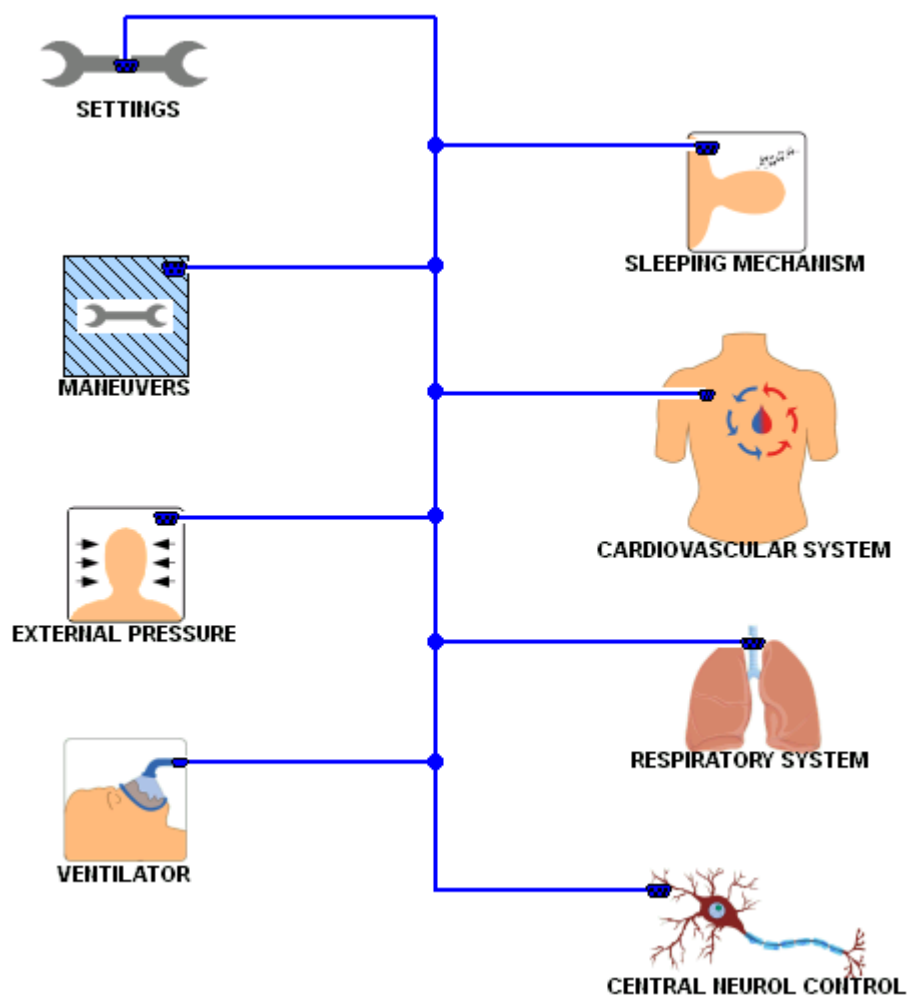 SETTINGS
SLEEPING MECHANISM
MANEUVERS
CARDIOVASCULAR SYSTEM
EXTERNAL PRESSURE
RESPIRATORY SYSTEM
VENTILATOR
CENTRAL NEUROL CONTROL